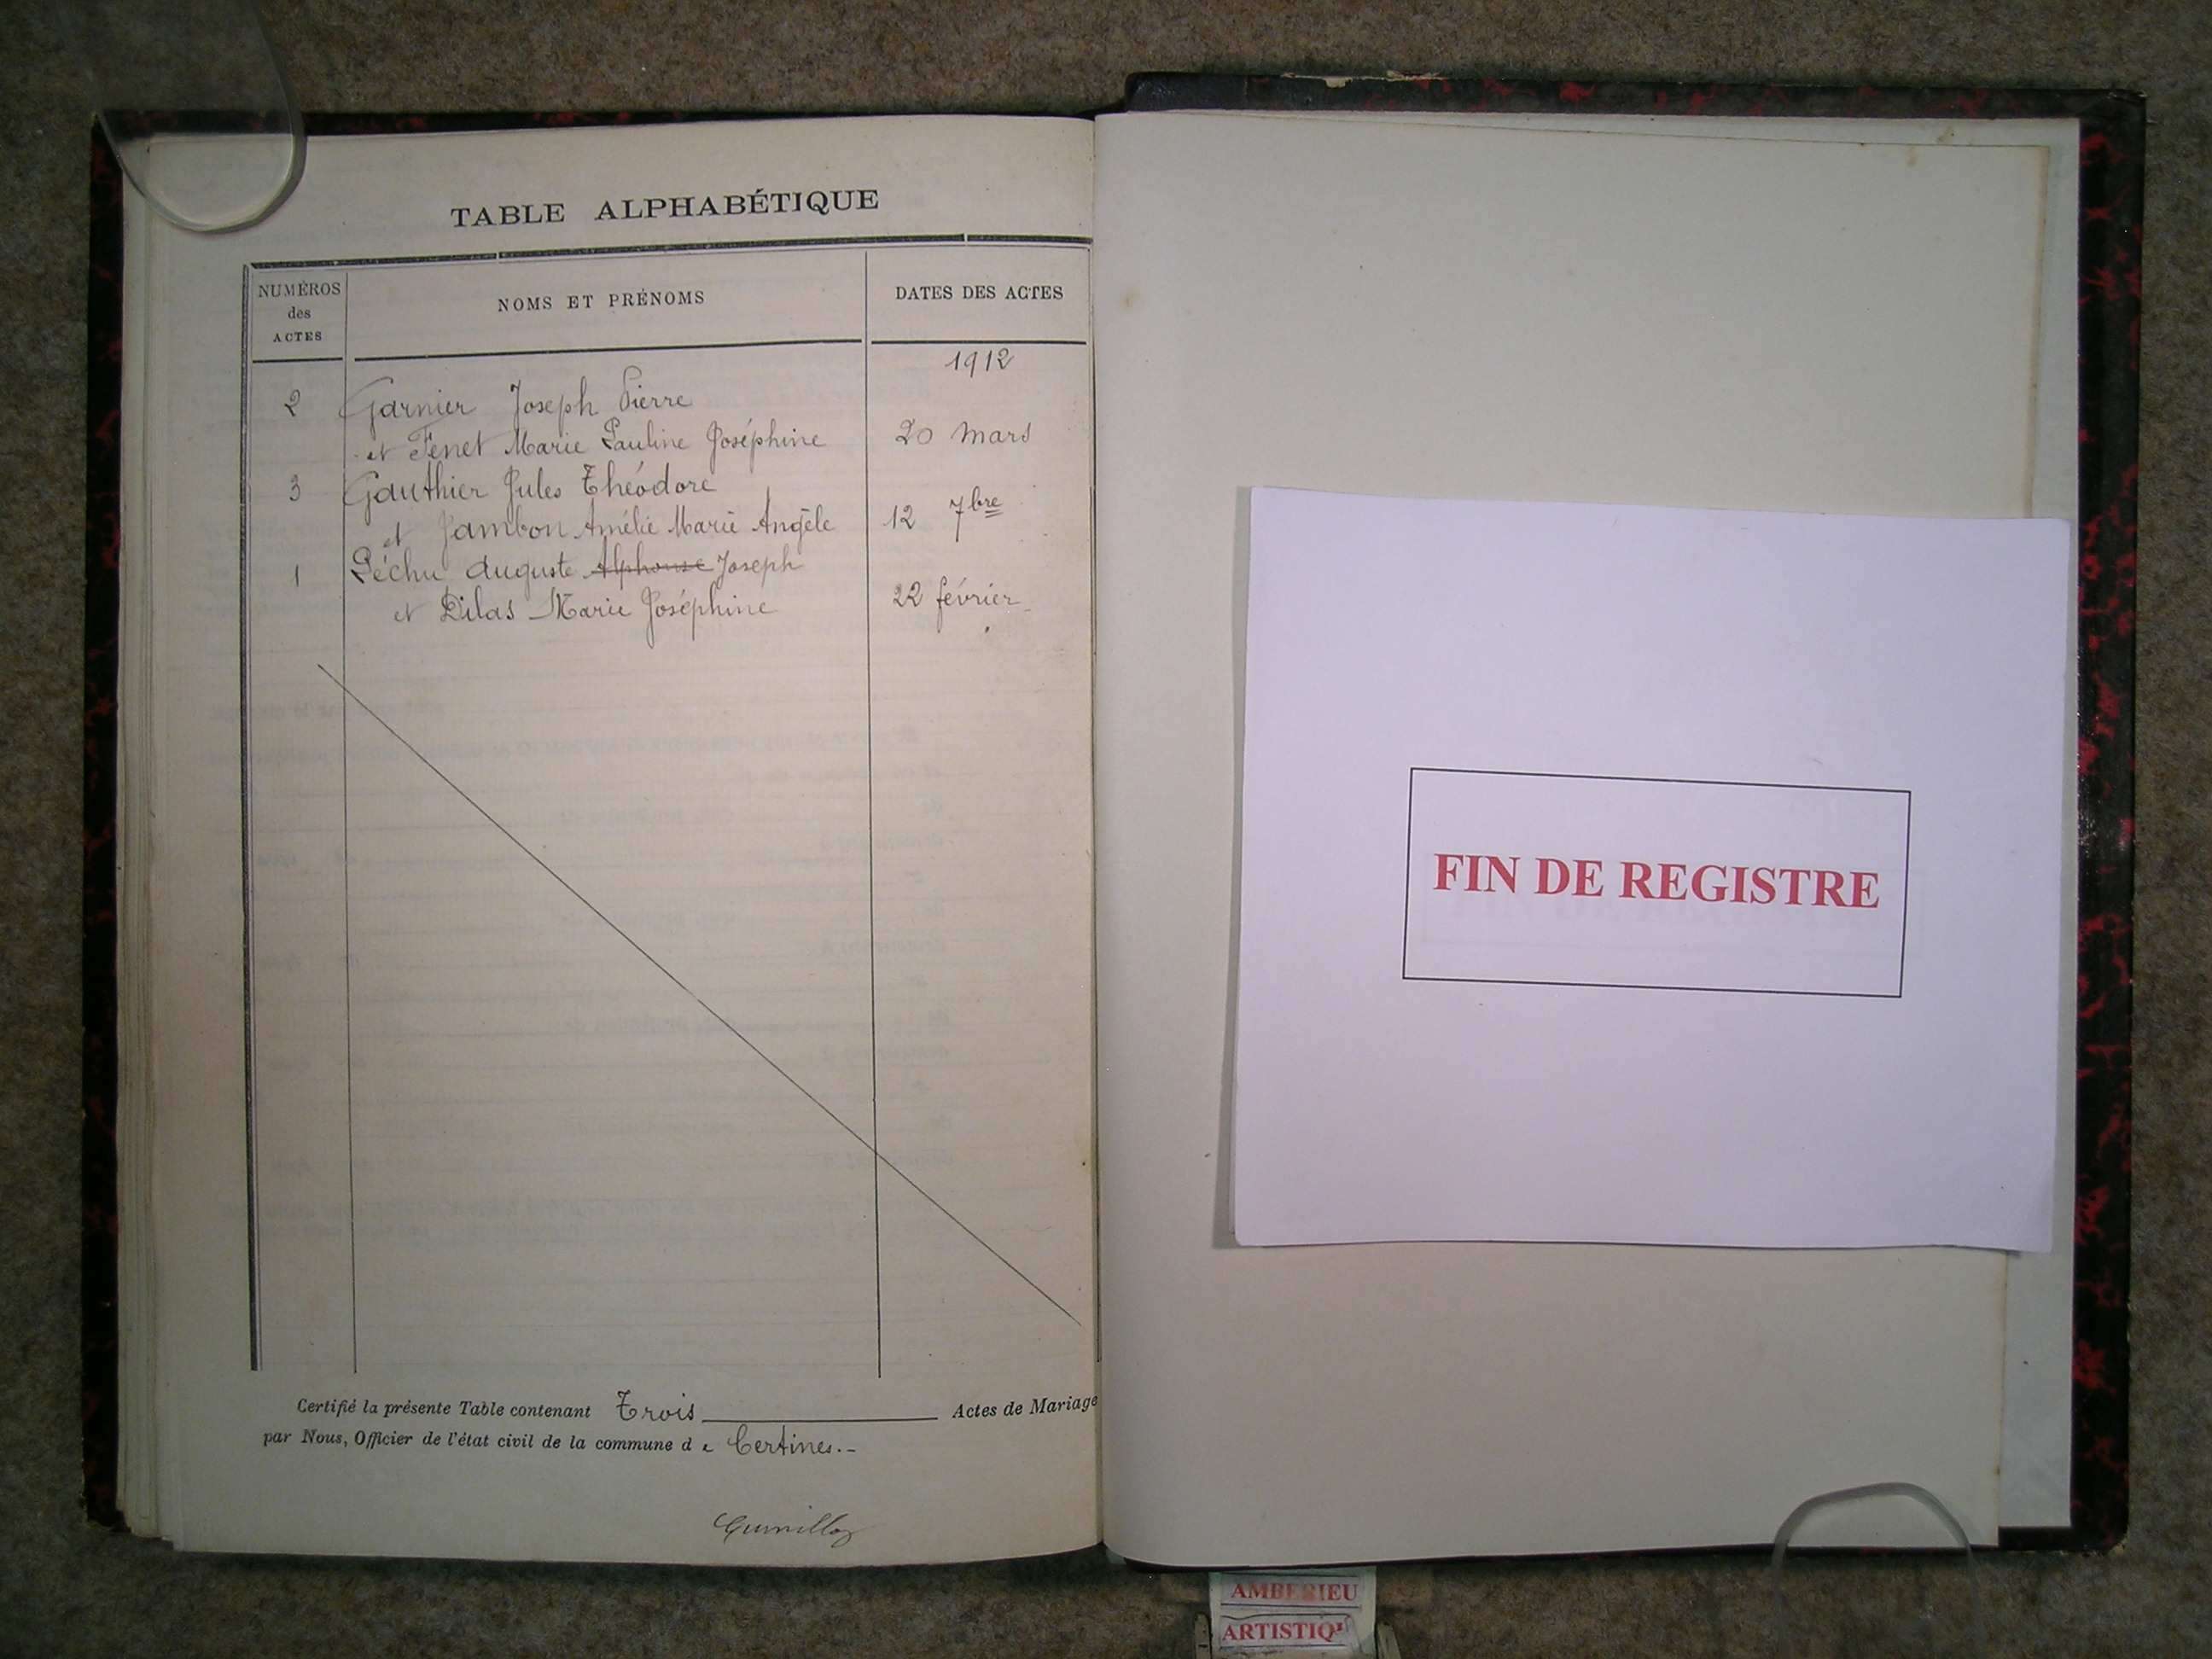 TABLE ALPHABÉTIQUE
NUMÉROS des ACTES
NOMS ET PRÉNOMS
DATES DES ACTES
1912
2 Garnier Joseph Pierre
et Fenet Marie Pauline Joséphine 20 mars
3 Gauthier Jules Théodore
et Jambon Amélie Marie Angèle 12 7bre
1 Péchu Auguste Alphonse Joseph
et Dilas Marie Joséphine 22 février
Certifié la présente Table contenant Trois Actes de Mariage
par Nous, Officier de l'état civil de la commune de Certines.-
FIN DE REGISTRE
AMBERIEU
ARTISTIQ